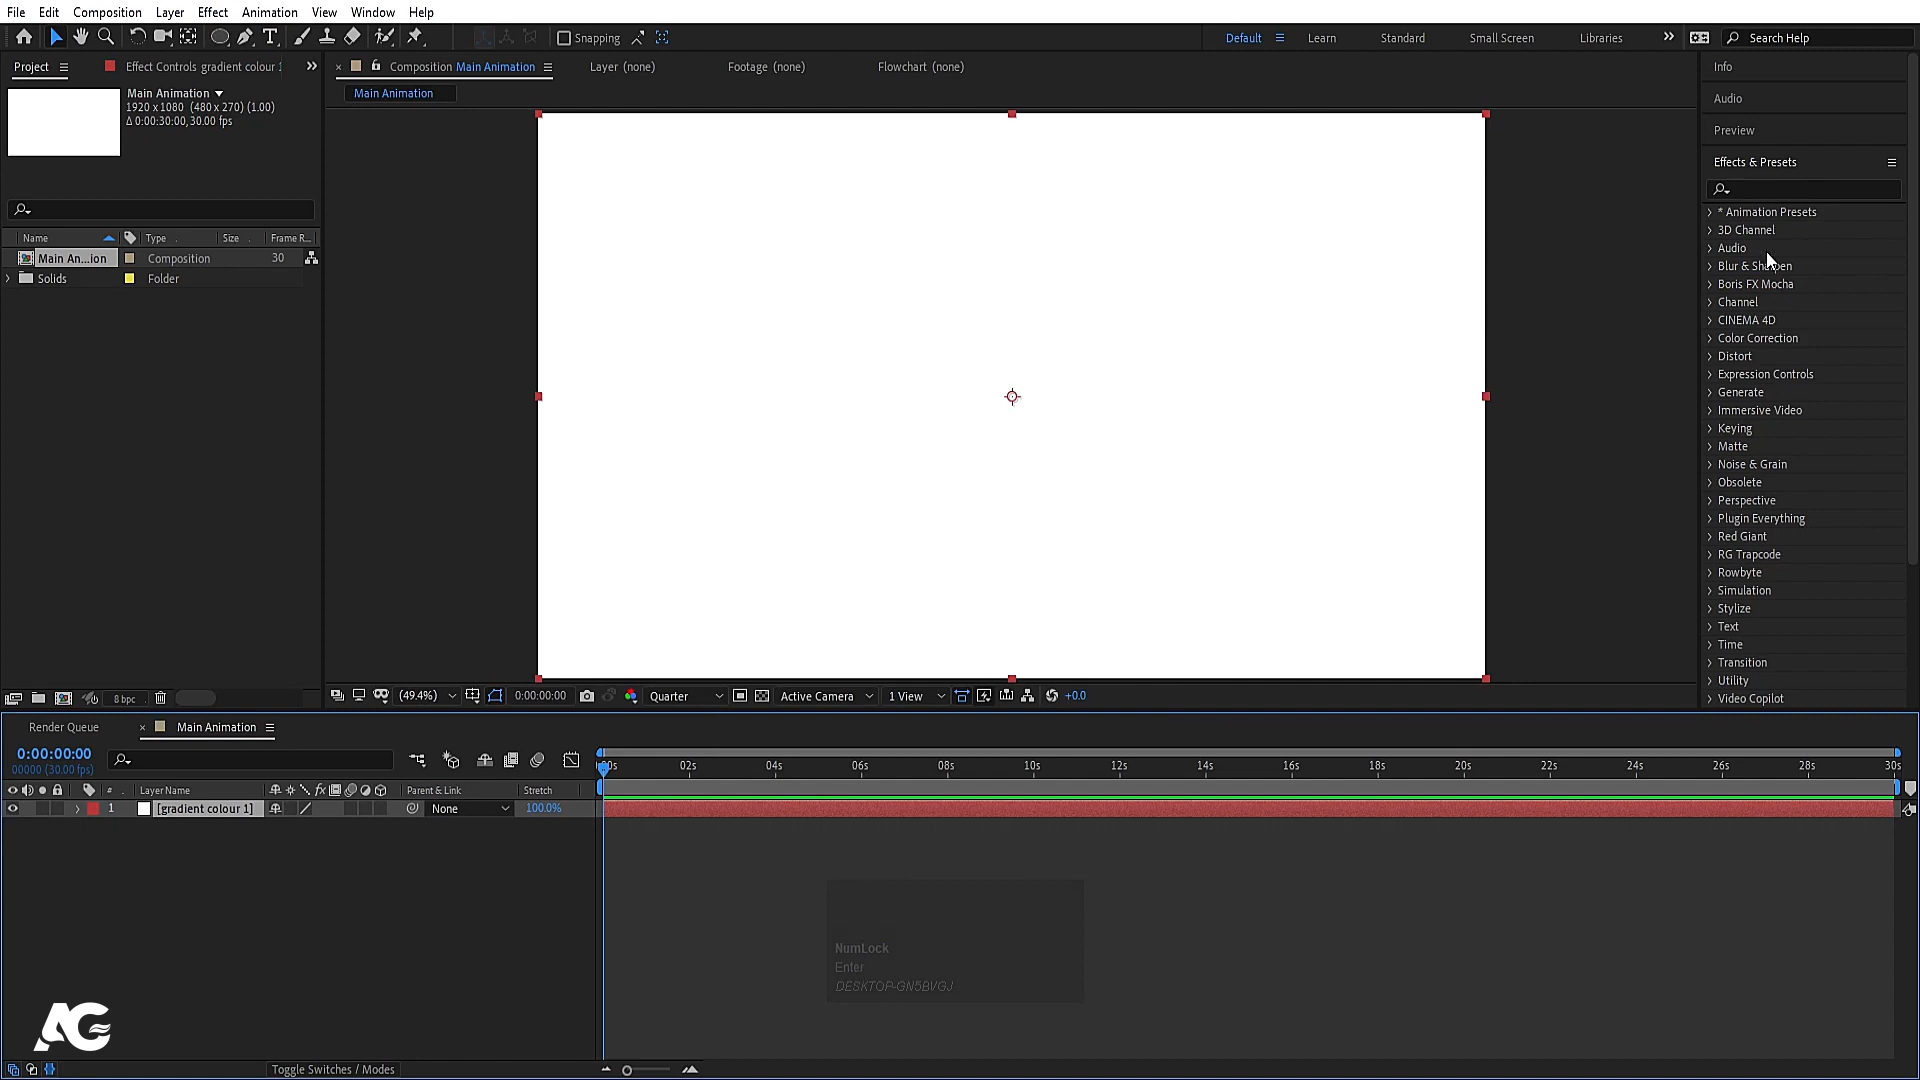 File Edit Composition Layer Effect Animation View Window Help
Snapping Default Learn Standard Small Screen Libraries Search Help
Project Effect Controls gradient colour 1 Composition Main Animation Layer (none) Footage (none) Flowchart (none) Info
Main Animation
1920 x 1080 (480 x 270) (1.00)
Δ 0:00:30:00, 30.00 fps
Main Animation
Audio
Preview
Effects & Presets
* Animation Presets
3D Channel
Audio
Blur & Sharpen
Boris FX Mocha
Channel
CINEMA 4D
Color Correction
Distort
Expression Controls
Generate
Immersive Video
Keying
Matte
Noise & Grain
Obsolete
Perspective
Plugin Everything
Red Giant
RG Trapcode
Rowbyte
Simulation
Stylize
Text
Time
Transition
Utility
Video Copilot
Name Type Size Frame R...
Main An...ion Composition 30
Solids Folder
8 bpc (49.4%) 0:00:00:00 Quarter Active Camera 1 View +0.0
Render Queue Main Animation
0:00:00:00
00000 (30.00 fps)
02s 04s 06s 08s 10s 12s 14s 16s 18s 20s 22s 24s 26s 28s 30s
# Layer Name Parent & Link Stretch
1 [gradient colour 1] None 100.0%
NumLock
Enter
DESKTOP-GN5BVGJ
AG
Toggle Switches / Modes